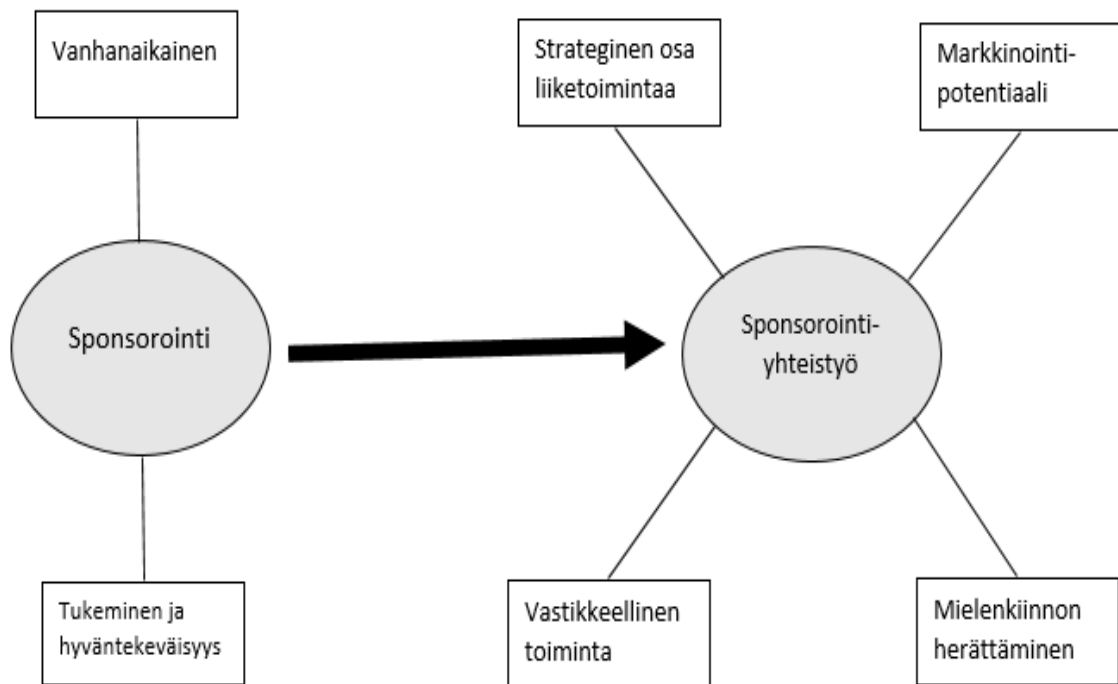 Vanhanaikainen
Strateginen osa
liiketoimintaa
Markkinointi-
potentiaali
Sponsorointi
Sponsorointi-
yhteistyö
Tukeminen ja
hyväntekeväisyys
Vastikkeellinen
toiminta
Mielenkiinnon
herättäminen